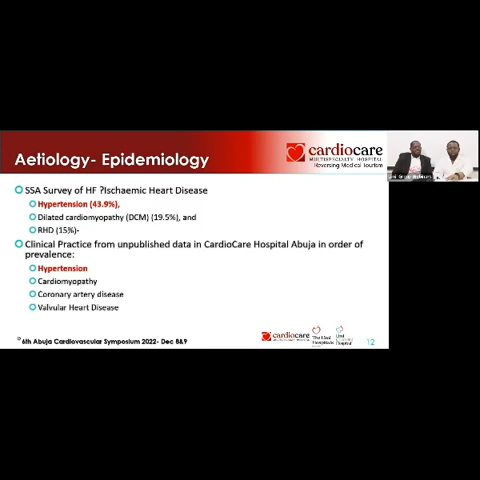 Aetiology- Epidemiology
cardiocare
MULTISPECIALTY HOSPITAL
Reversing Medical Tourism
SSA Survey of HF ?Ischaemic Heart Disease
Hypertension (43.9%),
Dilated cardiomyopathy (DCM) (19.5%), and
RHD (15%)-
Clinical Practice from unpublished data in CardioCare Hospital Abuja in order of
prevalence:
Hypertension
Cardiomyopathy
Coronary artery disease
Valvular Heart Disease
6th Abuja Cardiovascular Symposium 2022- Dec 8&9
cardiocare
12